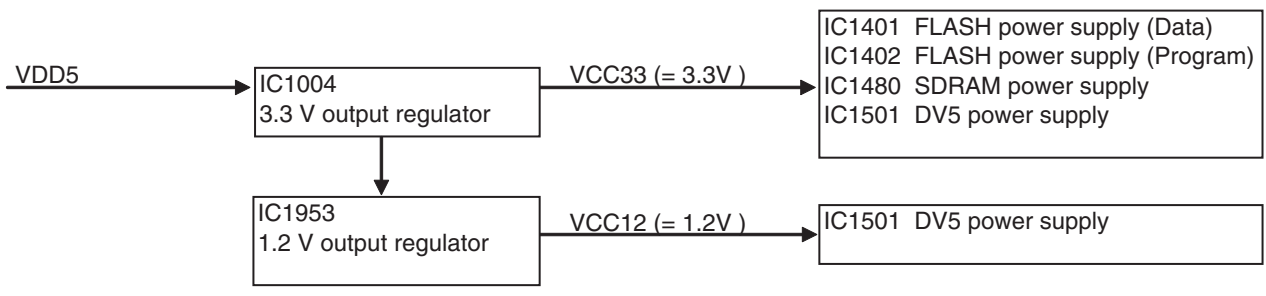 VDD5
IC1004
3.3 V output regulator
VCC33 (= 3.3V )
IC1401 FLASH power supply (Data)
IC1402 FLASH power supply (Program)
IC1480 SDRAM power supply
IC1501 DV5 power supply
IC1953
1.2 V output regulator
VCC12 (= 1.2V )
IC1501 DV5 power supply